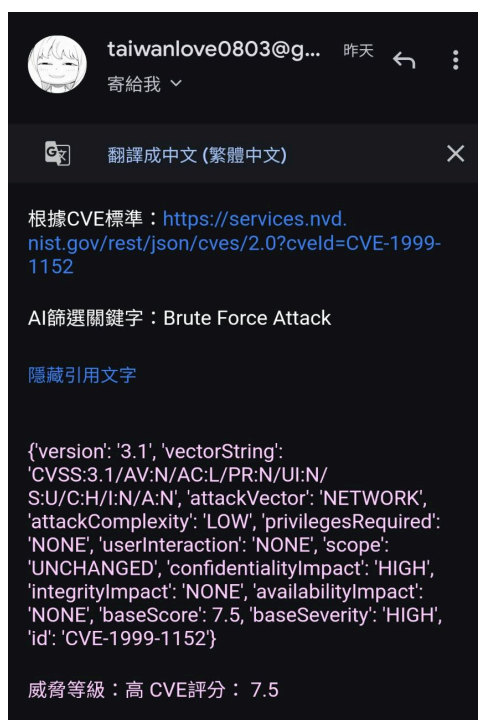 taiwanlove0803@g... 昨天
寄給我
翻譯成中文 (繁體中文)
根據CVE標準：https://services.nvd.
nist.gov/rest/json/cves/2.0?cveId=CVE-1999-
1152
AI篩選關鍵字：Brute Force Attack
隱藏引用文字
{'version': '3.1', 'vectorString':
'CVSS:3.1/AV:N/AC:L/PR:N/UI:N/
S:U/C:H/I:N/A:N', 'attackVector': 'NETWORK',
'attackComplexity': 'LOW', 'privilegesRequired':
'NONE', 'userInteraction': 'NONE', 'scope':
'UNCHANGED', 'confidentialityImpact': 'HIGH',
'integrityImpact': 'NONE', 'availabilityImpact':
'NONE', 'baseScore': 7.5, 'baseSeverity': 'HIGH',
'id': 'CVE-1999-1152'}
威脅等級：高 CVE評分： 7.5